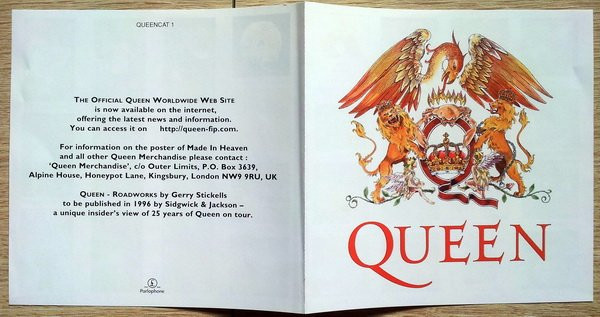 QUEENCAT 1
THE OFFICIAL QUEEN WORLDWIDE WEB SITE
is now available on the internet,
offering the latest news and information.
You can access it on http://queen-fip.com.
For information on the poster of Made In Heaven
and all other Queen Merchandise please contact :
'Queen Merchandise', c/o Outer Limits, P.O. Box 3639,
Alpine House, Honeypot Lane, Kingsbury, London NW9 9RU, UK
QUEEN - ROADWORKS by Gerry Stickells
to be published in 1996 by Sidgwick & Jackson –
a unique insider's view of 25 years of Queen on tour.
Parlophone
QUEEN